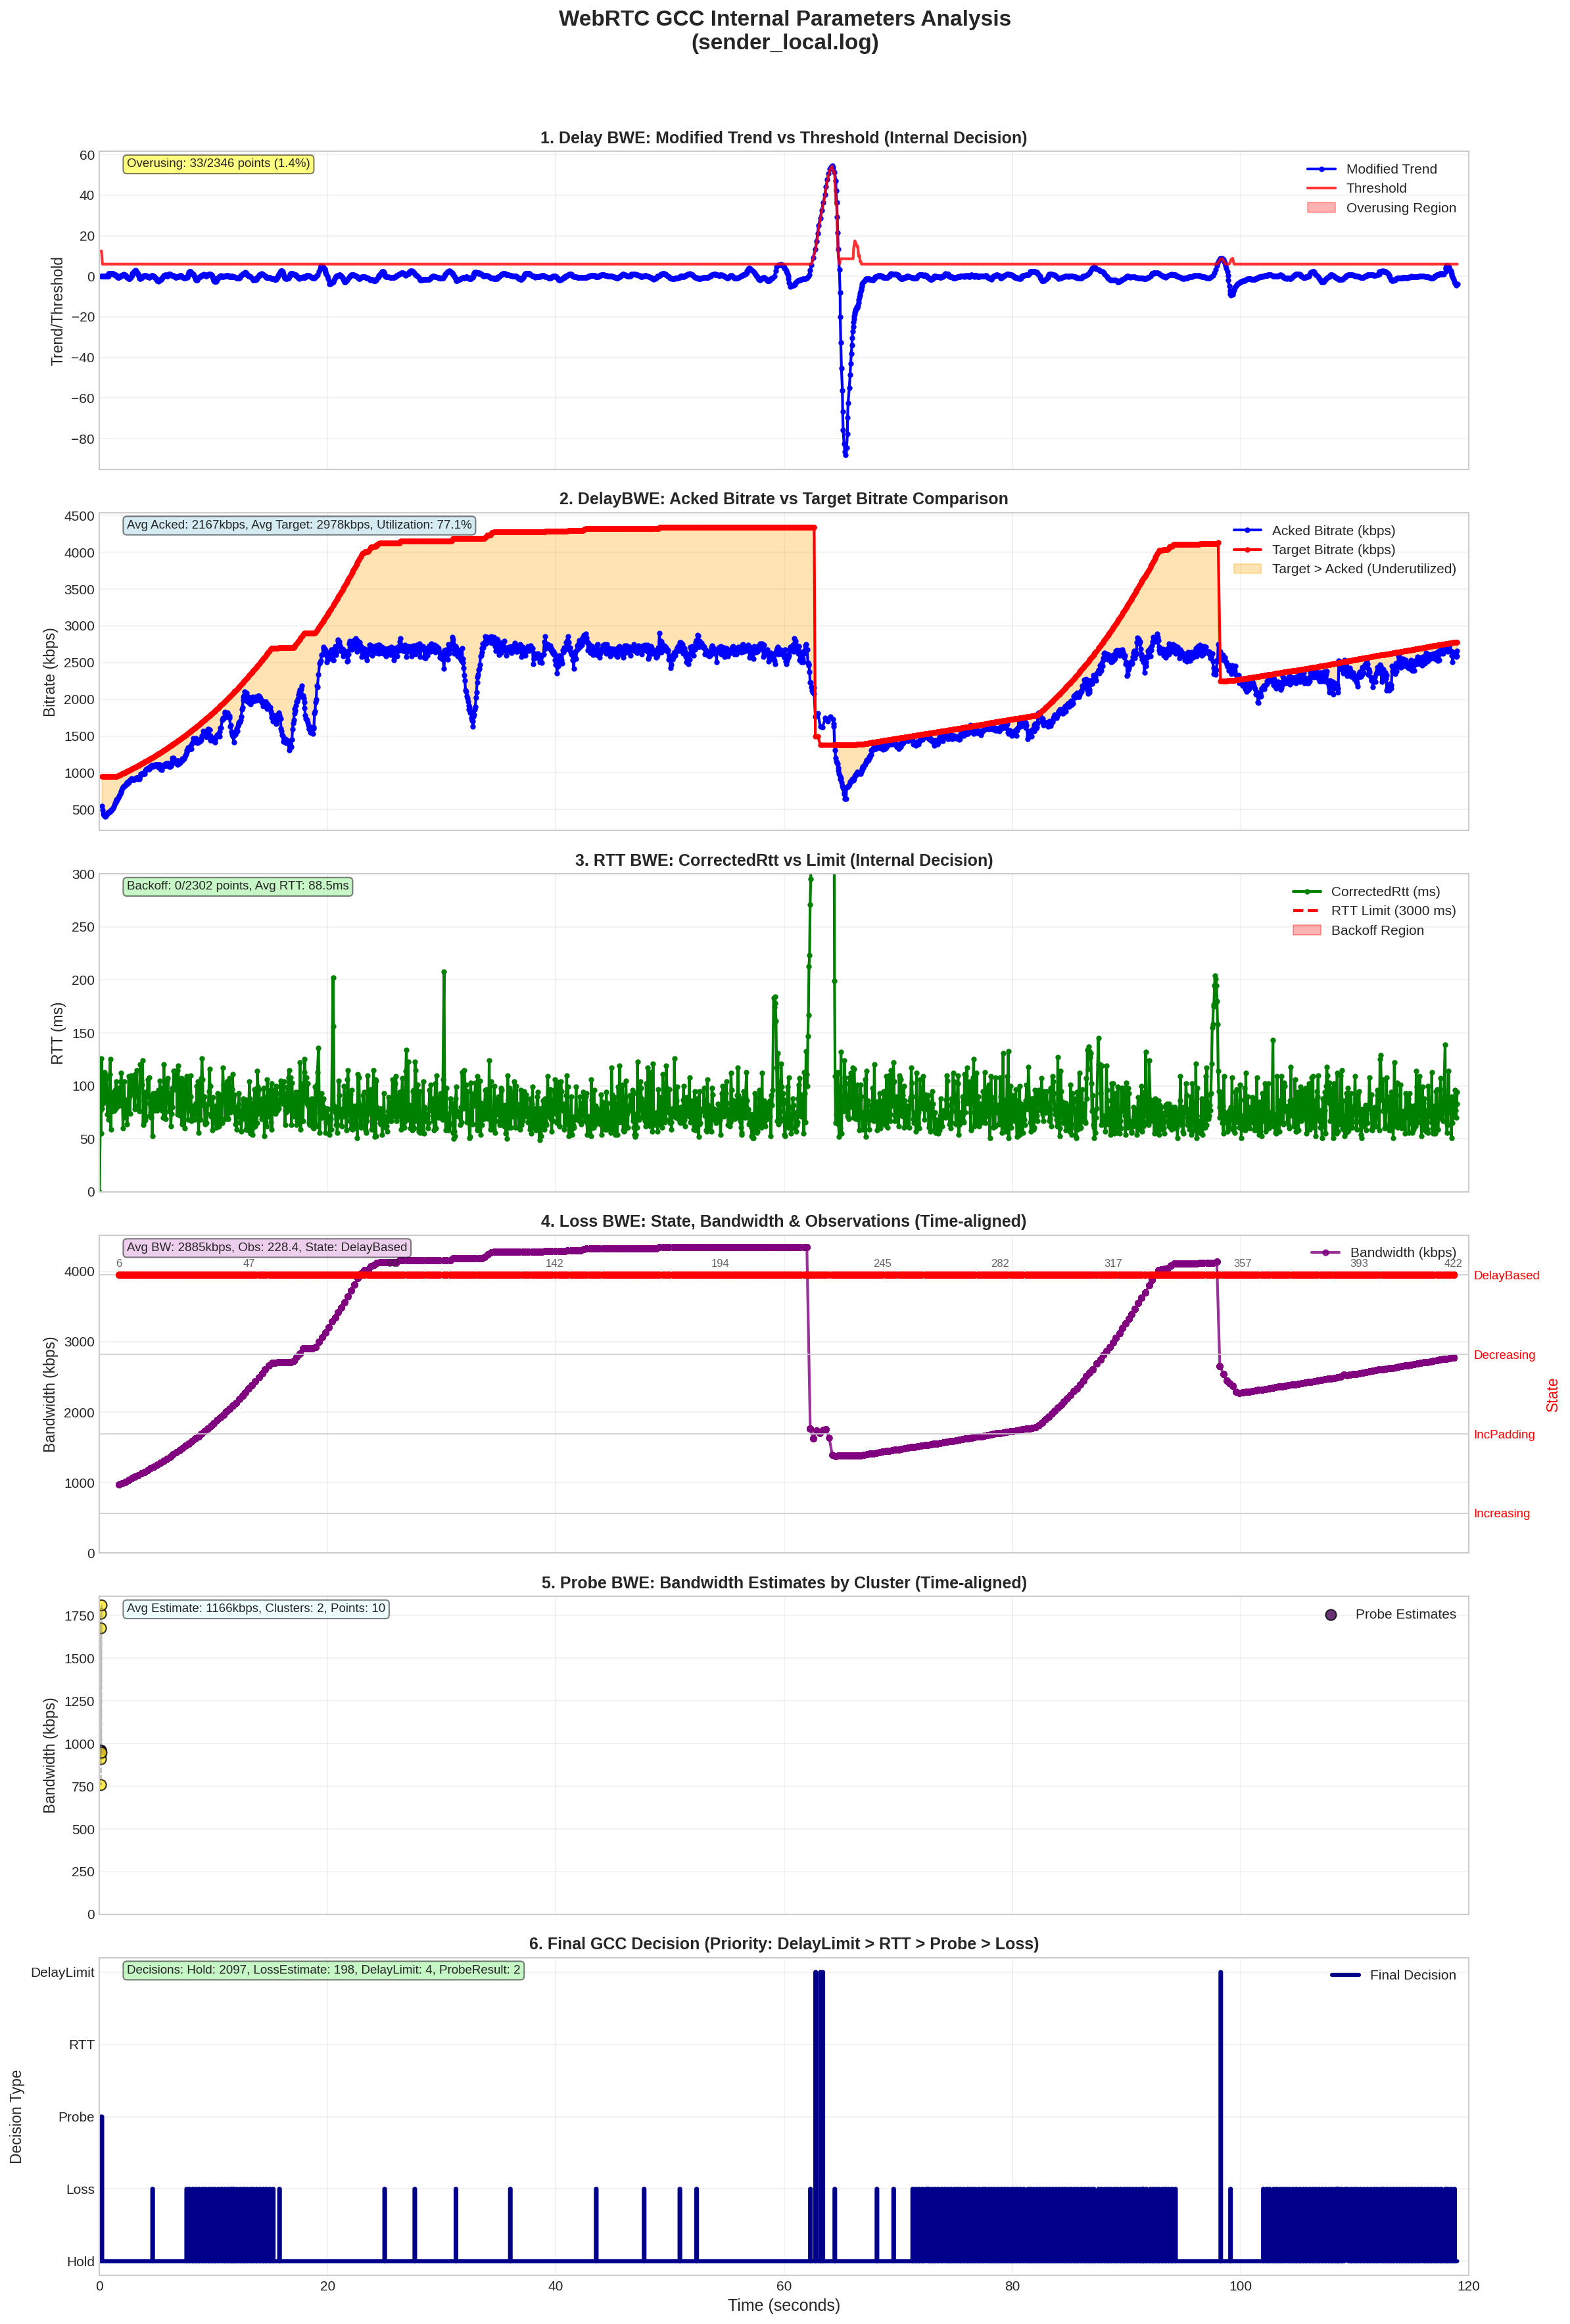 WebRTC GCC Internal Parameters Analysis
(sender_local.log)
1. Delay BWE: Modified Trend vs Threshold (Internal Decision)
Overusing: 33/2346 points (1.4%)
Modified Trend
Threshold
Overusing Region
Trend/Threshold
60
40
20
0
−20
−40
−60
−80
2. DelayBWE: Acked Bitrate vs Target Bitrate Comparison
Avg Acked: 2167kbps, Avg Target: 2978kbps, Utilization: 77.1%
Acked Bitrate (kbps)
Target Bitrate (kbps)
Target > Acked (Underutilized)
Bitrate (kbps)
4500
4000
3500
3000
2500
2000
1500
1000
500
3. RTT BWE: CorrectedRtt vs Limit (Internal Decision)
Backoff: 0/2302 points, Avg RTT: 88.5ms
CorrectedRtt (ms)
RTT Limit (3000 ms)
Backoff Region
RTT (ms)
300
250
200
150
100
50
0
4. Loss BWE: State, Bandwidth & Observations (Time-aligned)
Avg BW: 2885kbps, Obs: 228.4, State: DelayBased
Bandwidth (kbps)
6 47 142 194 245 282 317 357 393 422
Bandwidth (kbps)
4000
3000
2000
1000
0
DelayBased
Decreasing
IncPadding
Increasing
State
5. Probe BWE: Bandwidth Estimates by Cluster (Time-aligned)
Avg Estimate: 1166kbps, Clusters: 2, Points: 10
Probe Estimates
Bandwidth (kbps)
1750
1500
1250
1000
750
500
250
0
6. Final GCC Decision (Priority: DelayLimit > RTT > Probe > Loss)
Decisions: Hold: 2097, LossEstimate: 198, DelayLimit: 4, ProbeResult: 2
Final Decision
Decision Type
DelayLimit
RTT
Probe
Loss
Hold
0 20 40 60 80 100 120
Time (seconds)